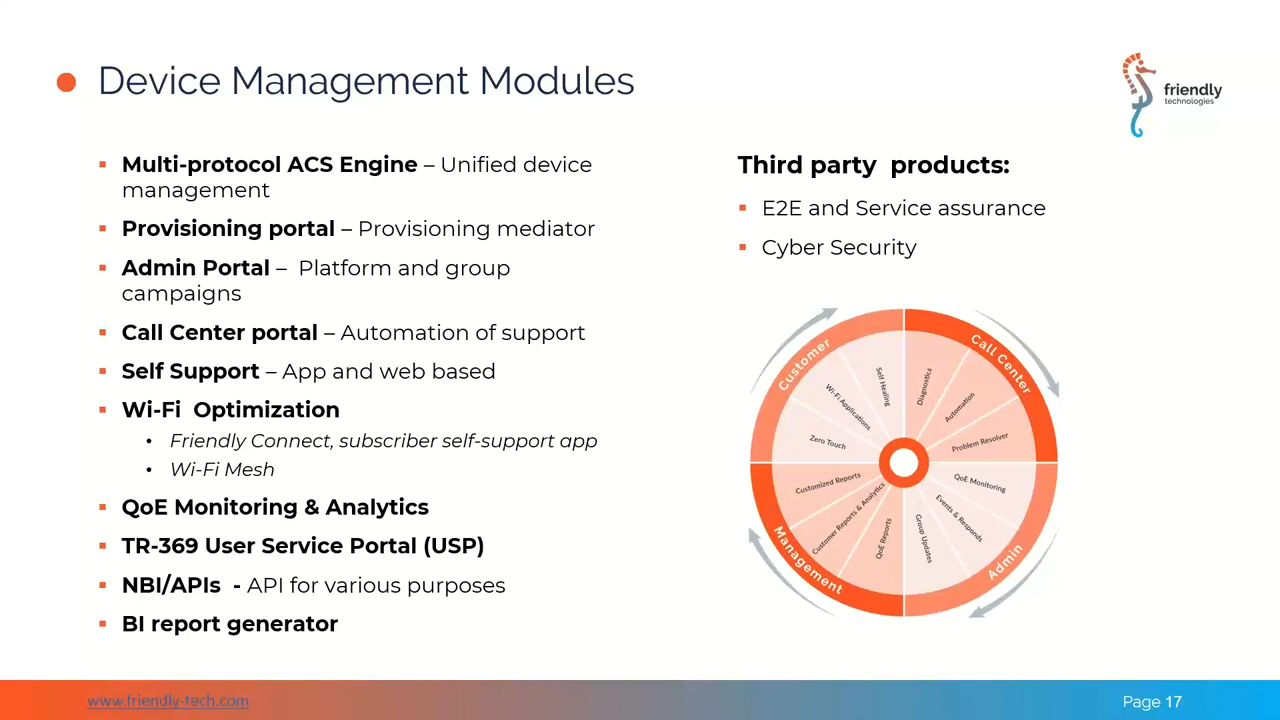 Device Management Modules
friendly
technologies
▪ Multi-protocol ACS Engine – Unified device
management
▪ Provisioning portal – Provisioning mediator
▪ Admin Portal – Platform and group
campaigns
▪ Call Center portal – Automation of support
▪ Self Support – App and web based
▪ Wi-Fi Optimization
• Friendly Connect, subscriber self-support app
• Wi-Fi Mesh
▪ QoE Monitoring & Analytics
▪ TR-369 User Service Portal (USP)
▪ NBI/APIs - API for various purposes
▪ BI report generator
Third party products:
▪ E2E and Service assurance
▪ Cyber Security
Customer
Zero Touch
Wi-Fi Applications
Self Healing
Call Center
Diagnostics
Automation
Problem Resolver
Admin
QoE Monitoring
Events & Responds
Group Updates
Management
QoE Reports
Customer Reports & Analytics
Customized Reports
www.friendly-tech.com
Page 17